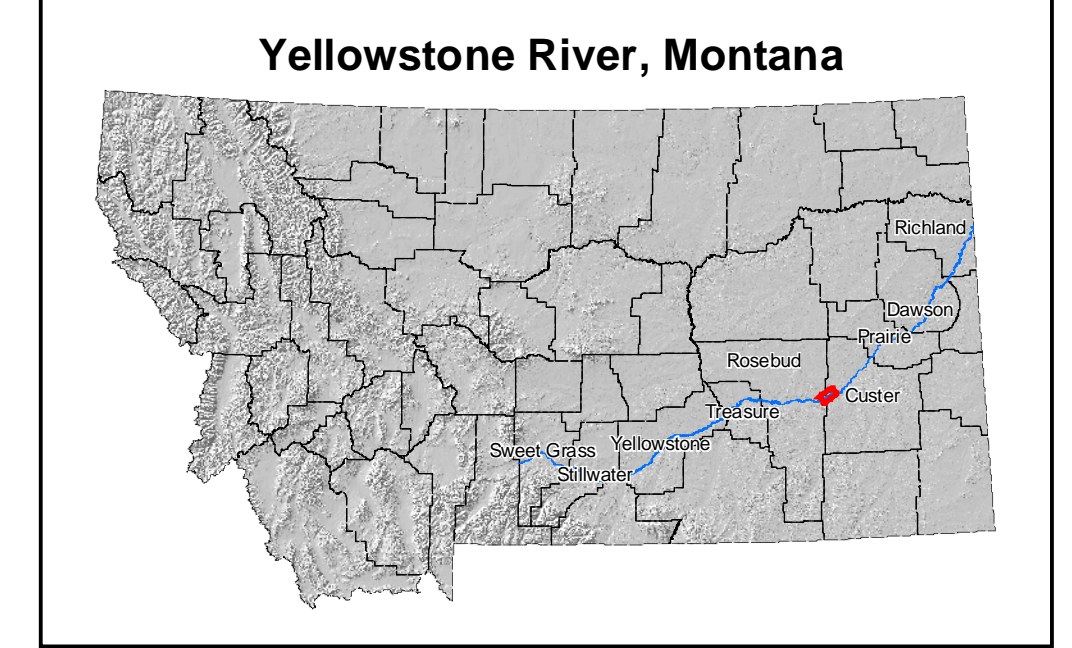 Yellowstone River, Montana
Richland
Dawson
Prairie
Rosebud
Custer
Treasure
Yellowstone
Sweet Grass
Stillwater